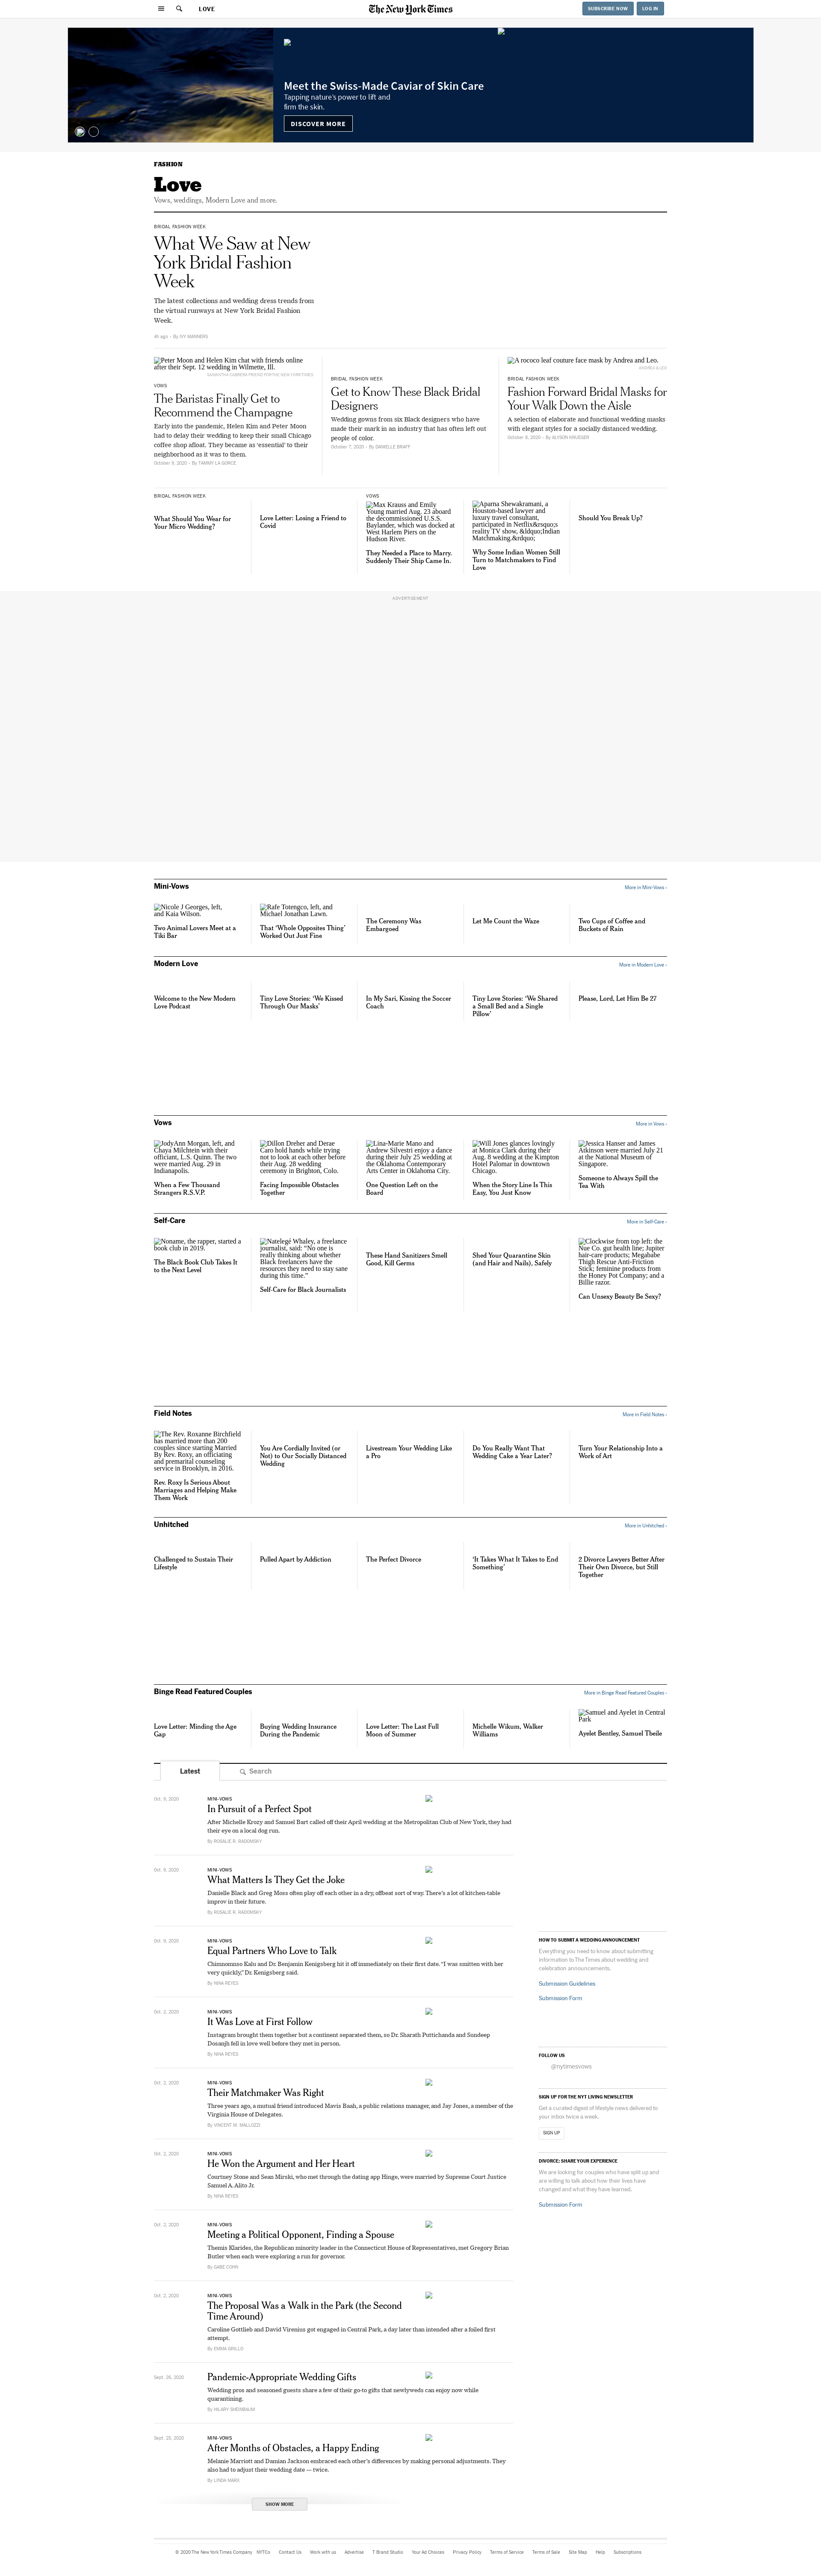 LOVE
The New York Times
SUBSCRIBE NOW
LOG IN
Meet the Swiss-Made Caviar of Skin Care
Tapping nature's power to lift and
firm the skin.
DISCOVER MORE
FASHION
Love
Vows, weddings, Modern Love and more.
BRIDAL FASHION WEEK
What We Saw at New
York Bridal Fashion
Week
The latest collections and wedding dress trends from
the virtual runways at New York Bridal Fashion
Week.
4h ago · By IVY MANNERS
Peter Moon and Helen Kim chat with friends online
after their Sept. 12 wedding in Wilmette, Ill.
VOWS
The Baristas Finally Get to
Recommend the Champagne
Early into the pandemic, Helen Kim and Peter Moon
had to delay their wedding to keep their small Chicago
coffee shop afloat. They became as 'essential' to their
neighborhood as it was to them.
October 9, 2020 · By TAMMY LA GORCE
BRIDAL FASHION WEEK
Get to Know These Black Bridal
Designers
Wedding gowns from six Black designers who have
made their mark in an industry that has often left out
people of color.
October 7, 2020 · By DANIELLE BRAFF
A rococo leaf couture face mask by Andrea and Leo.
ANDREA & LEO
BRIDAL FASHION WEEK
Fashion Forward Bridal Masks for
Your Walk Down the Aisle
A selection of elaborate and functional wedding masks
with elegant styles for a socially distanced wedding.
October 8, 2020 · By ALYSON KRUEGER
BRIDAL FASHION WEEK
What Should You Wear for
Your Micro Wedding?
Love Letter: Losing a Friend to
Covid
VOWS
Max Krauss and Emily
Young married Aug. 23 aboard
the decommissioned U.S.S.
Baylander, which was docked at
West Harlem Piers on the
Hudson River.
They Needed a Place to Marry.
Suddenly Their Ship Came In.
Aparna Shewakramani, a
Houston-based lawyer and
luxury travel consultant,
participated in Netflix&rsquo;s
reality TV show, &ldquo;Indian
Matchmaking.&rdquo;
Why Some Indian Women Still
Turn to Matchmakers to Find
Love
Should You Break Up?
ADVERTISEMENT
Mini-Vows
More in Mini-Vows ›
Nicole J Georges, left,
and Kaia Wilson.
Two Animal Lovers Meet at a
Tiki Bar
Rafe Totengco, left, and
Michael Jonathan Lawn.
That 'Whole Opposites Thing'
Worked Out Just Fine
The Ceremony Was
Embargoed
Let Me Count the Waze
Two Cups of Coffee and
Buckets of Rain
Modern Love
More in Modern Love ›
Welcome to the New Modern
Love Podcast
Tiny Love Stories: 'We Kissed
Through Our Masks'
In My Sari, Kissing the Soccer
Coach
Tiny Love Stories: 'We Shared
a Small Bed and a Single
Pillow'
Please, Lord, Let Him Be 27
Vows
More in Vows ›
JodyAnn Morgan, left, and
Chaya Milchtein with their
officiant, L.S. Quinn. The two
were married Aug. 29 in
Indianapolis.
When a Few Thousand
Strangers R.S.V.P.
Dillon Dreher and Derae
Caro hold hands while trying
not to look at each other before
their Aug. 28 wedding
ceremony in Brighton, Colo.
Facing Impossible Obstacles
Together
Lina-Marie Mano and
Andrew Silvestri enjoy a dance
during their July 25 wedding at
the Oklahoma Contemporary
Arts Center in Oklahoma City.
One Question Left on the
Board
Will Jones glances lovingly
at Monica Clark during their
Aug. 8 wedding at the Kimpton
Hotel Palomar in downtown
Chicago.
When the Story Line Is This
Easy, You Just Know
Jessica Hanser and James
Atkinson were married July 21
at the National Museum of
Singapore.
Someone to Always Spill the
Tea With
Self-Care
More in Self-Care ›
Noname, the rapper, started a
book club in 2019.
The Black Book Club Takes It
to the Next Level
Natelegé Whaley, a freelance
journalist, said: "No one is
really thinking about whether
Black freelancers have the
resources they need to stay sane
during this time."
Self-Care for Black Journalists
These Hand Sanitizers Smell
Good, Kill Germs
Shed Your Quarantine Skin
(and Hair and Nails), Safely
Clockwise from top left: the
Nue Co. gut health line; Jupiter
hair-care products; Megababe
Thigh Rescue Anti-Friction
Stick; feminine products from
the Honey Pot Company; and a
Billie razor.
Can Unsexy Beauty Be Sexy?
Field Notes
More in Field Notes ›
The Rev. Roxanne Birchfield
has married more than 200
couples since starting Married
By Rev. Roxy, an officiating
and premarital counseling
service in Brooklyn, in 2016.
Rev. Roxy Is Serious About
Marriages and Helping Make
Them Work
You Are Cordially Invited (or
Not) to Our Socially Distanced
Wedding
Livestream Your Wedding Like
a Pro
Do You Really Want That
Wedding Cake a Year Later?
Turn Your Relationship Into a
Work of Art
Unhitched
More in Unhitched ›
Challenged to Sustain Their
Lifestyle
Pulled Apart by Addiction
The Perfect Divorce
'It Takes What It Takes to End
Something'
2 Divorce Lawyers Better After
Their Own Divorce, but Still
Together
Binge Read Featured Couples
More in Binge Read Featured Couples ›
Love Letter: Minding the Age
Gap
Buying Wedding Insurance
During the Pandemic
Love Letter: The Last Full
Moon of Summer
Michelle Wikum, Walker
Williams
Samuel and Ayelet in Central
Park
Ayelet Bentley, Samuel Theile
Latest
Search
Oct. 9, 2020
MINI-VOWS
In Pursuit of a Perfect Spot
After Michelle Krozy and Samuel Bart called off their April wedding at the Metropolitan Club of New York, they had
their eye on a local dog run.
By ROSALIE R. RADOMSKY
Oct. 9, 2020
MINI-VOWS
What Matters Is They Get the Joke
Danielle Black and Greg Moss often play off each other in a dry, offbeat sort of way. There's a lot of kitchen-table
improv in their future.
By ROSALIE R. RADOMSKY
Oct. 9, 2020
MINI-VOWS
Equal Partners Who Love to Talk
Chinnomnso Kalu and Dr. Benjamin Kenigsberg hit it off immediately on their first date. "I was smitten with her
very quickly," Dr. Kenigsberg said.
By NINA REYES
Oct. 2, 2020
MINI-VOWS
It Was Love at First Follow
Instagram brought them together but a continent separated them, so Dr. Sharath Puttichanda and Sundeep
Dosanjh fell in love well before they met in person.
By NINA REYES
Oct. 2, 2020
MINI-VOWS
Their Matchmaker Was Right
Three years ago, a mutual friend introduced Mavis Baah, a public relations manager, and Jay Jones, a member of the
Virginia House of Delegates.
By VINCENT M. MALLOZZI
Oct. 2, 2020
MINI-VOWS
He Won the Argument and Her Heart
Courtney Stone and Sean Mirski, who met through the dating app Hinge, were married by Supreme Court Justice
Samuel A. Alito Jr.
By NINA REYES
Oct. 2, 2020
MINI-VOWS
Meeting a Political Opponent, Finding a Spouse
Themis Klarides, the Republican minority leader in the Connecticut House of Representatives, met Gregory Brian
Butler when each were exploring a run for governor.
By GABE COHN
Oct. 2, 2020
MINI-VOWS
The Proposal Was a Walk in the Park (the Second
Time Around)
Caroline Gottlieb and David Virenius got engaged in Central Park, a day later than intended after a foiled first
attempt.
By EMMA GRILLO
Sept. 26, 2020
Pandemic-Appropriate Wedding Gifts
Wedding pros and seasoned guests share a few of their go-to gifts that newlyweds can enjoy now while
quarantining.
By HILARY SHEINBAUM
Sept. 25, 2020
MINI-VOWS
After Months of Obstacles, a Happy Ending
Melanie Marriott and Damian Jackson embraced each other's differences by making personal adjustments. They
also had to adjust their wedding date — twice.
By LINDA MARX
SHOW MORE
HOW TO SUBMIT A WEDDING ANNOUNCEMENT
Everything you need to know about submitting
information to The Times about wedding and
celebration announcements.
Submission Guidelines
Submission Form
FOLLOW US
@nytimesvows
SIGN UP FOR THE NYT LIVING NEWSLETTER
Get a curated digest of lifestyle news delivered to
your inbox twice a week.
SIGN UP
DIVORCE: SHARE YOUR EXPERIENCE
We are looking for couples who have split up and
are willing to talk about how their lives have
changed and what they have learned.
Submission Form
© 2020 The New York Times Company
NYTCo
Contact Us
Work with us
Advertise
T Brand Studio
Your Ad Choices
Privacy Policy
Terms of Service
Terms of Sale
Site Map
Help
Subscriptions